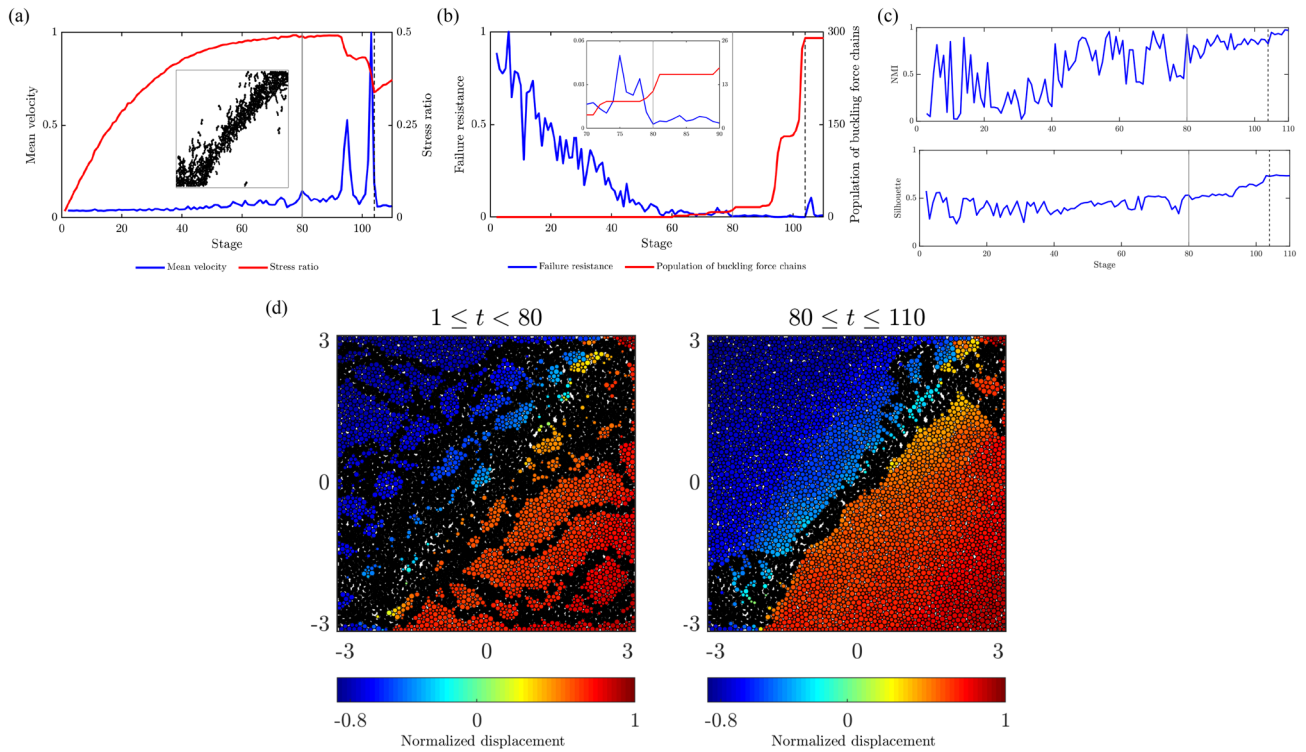 (a)
(b)
(c)
1
0.5
0
Mean velocity
0.5
0.25
0
Stress ratio
0 20 40 60 80 100
Stage
Mean velocity Stress ratio
1
0.5
0
Failure resistance
300
150
0
Population of buckling force chains
0.06
0.03
0
26
13
0
70 75 80 85 90
0 20 40 60 80 100
Stage
Failure resistance Population of buckling force chains
1
0.5
0
NMI
0 20 40 60 80 100 110
1
0.5
0
Silhouette
0 20 40 60 80 100 110
Stage
(d)
1 ≤ t < 80
80 ≤ t ≤ 110
3
0
-3
-3 0 3
3
0
-3
-3 0 3
-0.8 0 1
Normalized displacement
-0.8 0 1
Normalized displacement